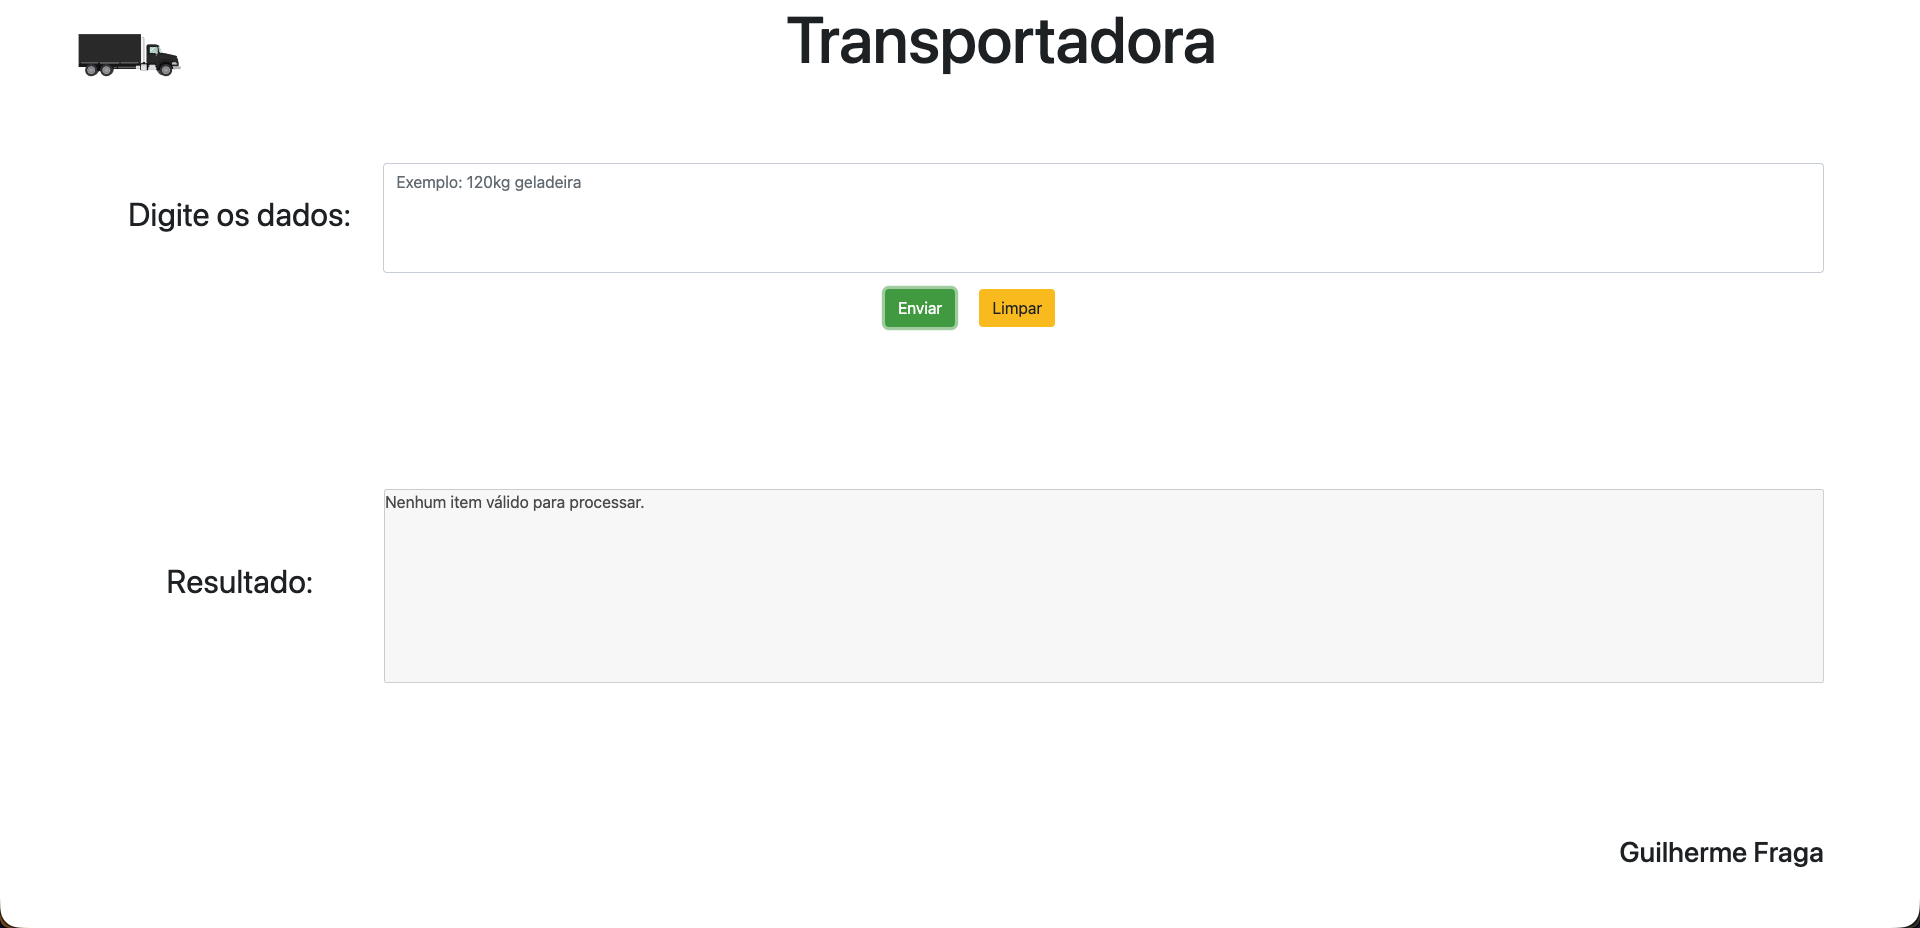 Transportadora
Digite os dados:
Exemplo: 120kg geladeira
Enviar
Limpar
Resultado:
Nenhum item válido para processar.
Guilherme Fraga